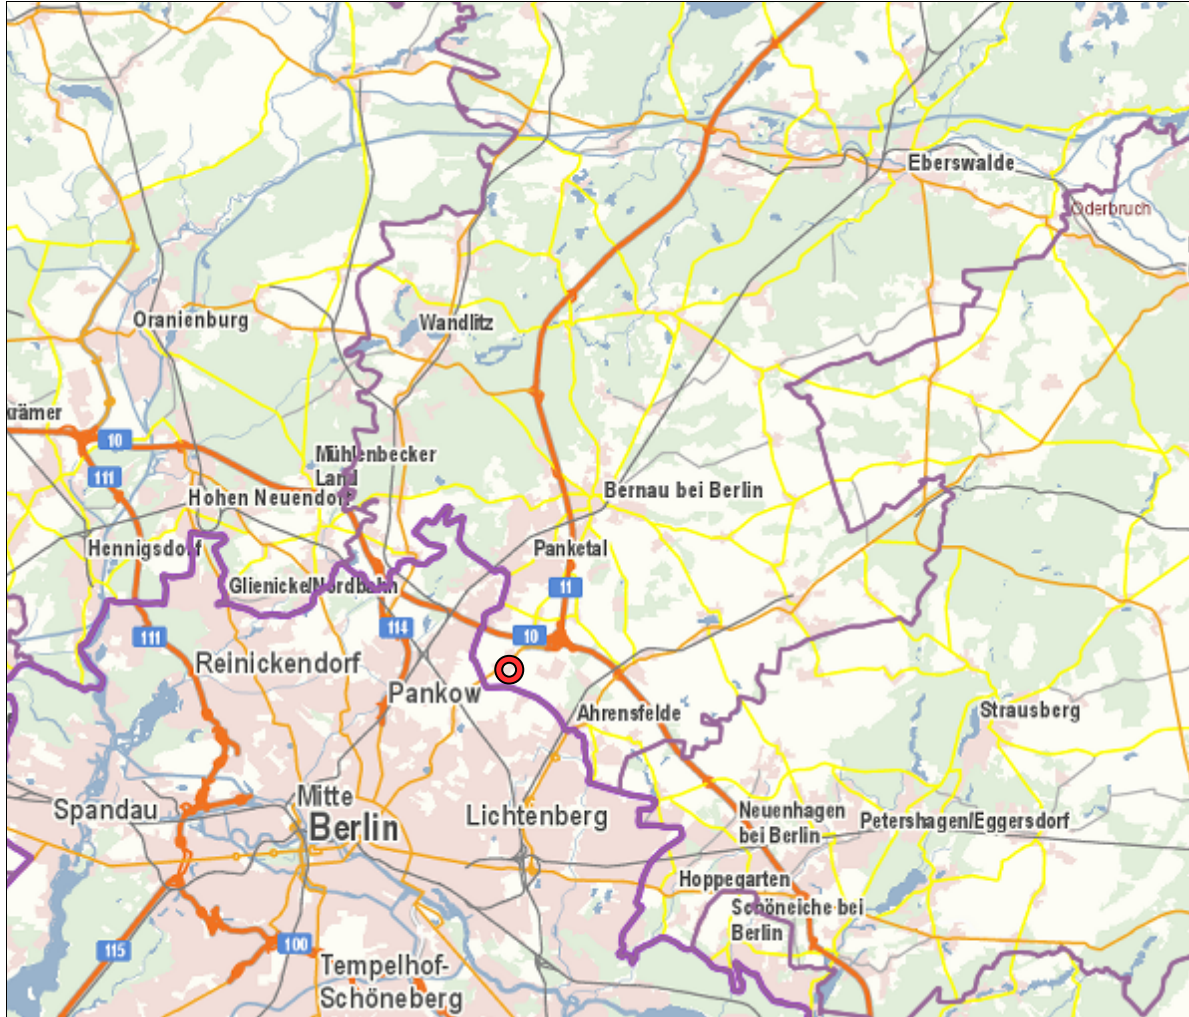 Eberswalde
Oderbruch
Oranienburg
Wandlitz
krämer
10
Mühlenbecker
Land
111
Hohen Neuendorf
Bernau bei Berlin
Hennigsdorf
Panketal
Glienicke/Nordbahn
11
111
114
10
Reinickendorf
Pankow
Ahrensfelde
Strausberg
Spandau
Mitte
Berlin
Lichtenberg
Neuenhagen
bei Berlin
Petershagen/Eggersdorf
Hoppegarten
Schöneiche bei
Berlin
115
100
Tempelhof-
Schöneberg